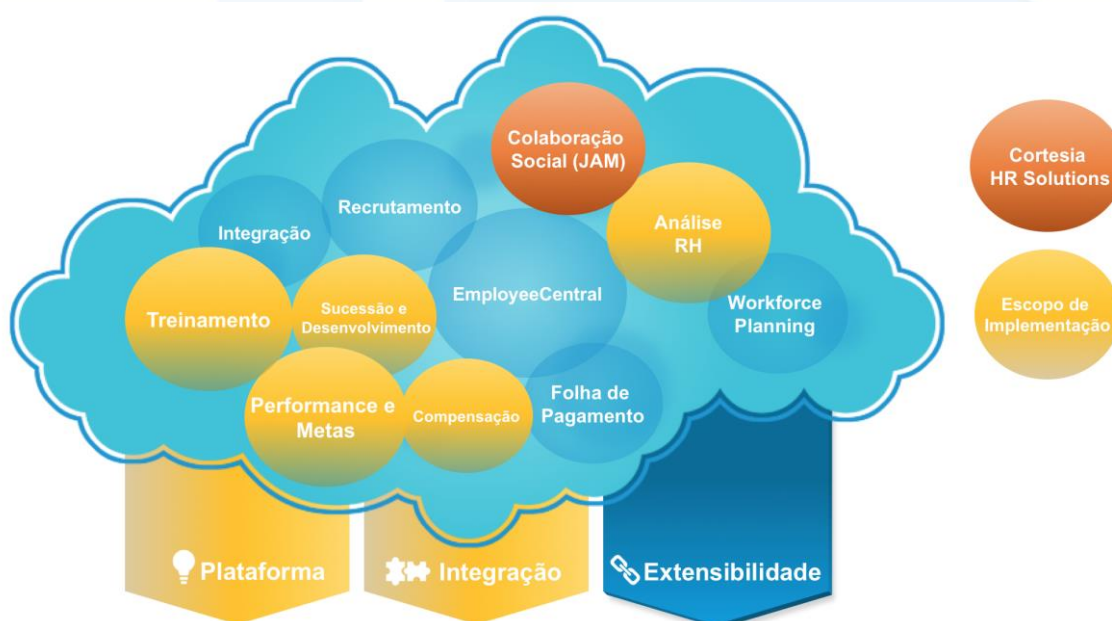 Colaboração
Social (JAM)
Cortesia
HR Solutions
Recrutamento
Integração
Análise
RH
EmployeeCentral
Treinamento
Sucessão e
Desenvolvimento
Workforce
Planning
Escopo de
Implementação
Performance e
Metas
Compensação
Folha de
Pagamento
Plataforma
Integração
Extensibilidade